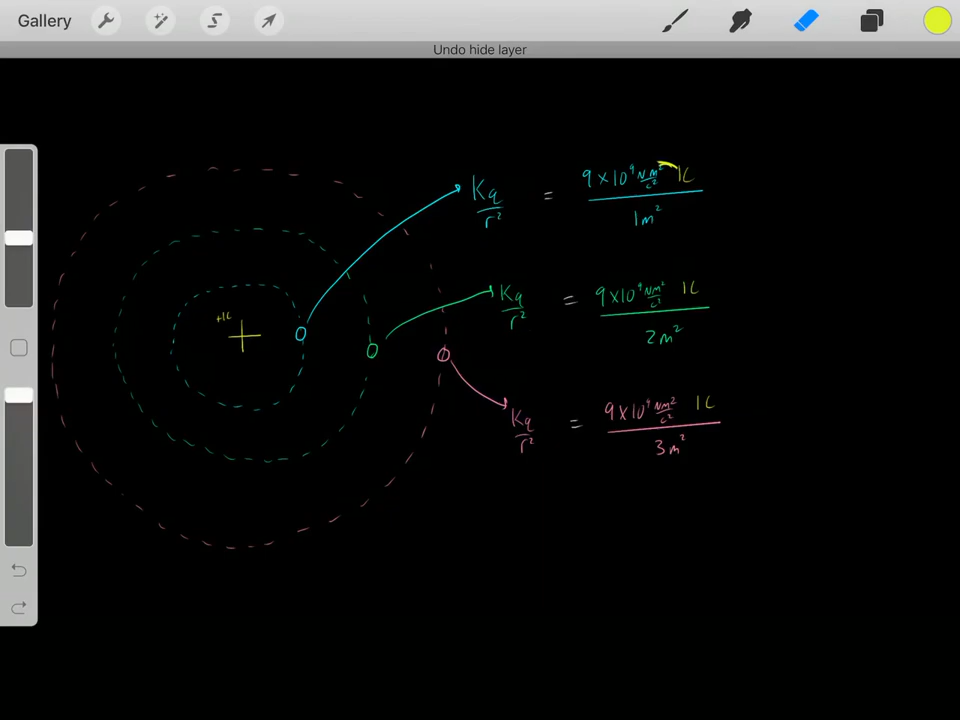 Gallery
Undo hide layer
Kq/r² = 9×10⁹ Nm²/c² 1C / 1m²
+1C
Kq/r² = 9×10⁹ Nm²/c² 1C / 2m²
Kq/r² = 9×10⁹ Nm²/c² 1C / 3m²